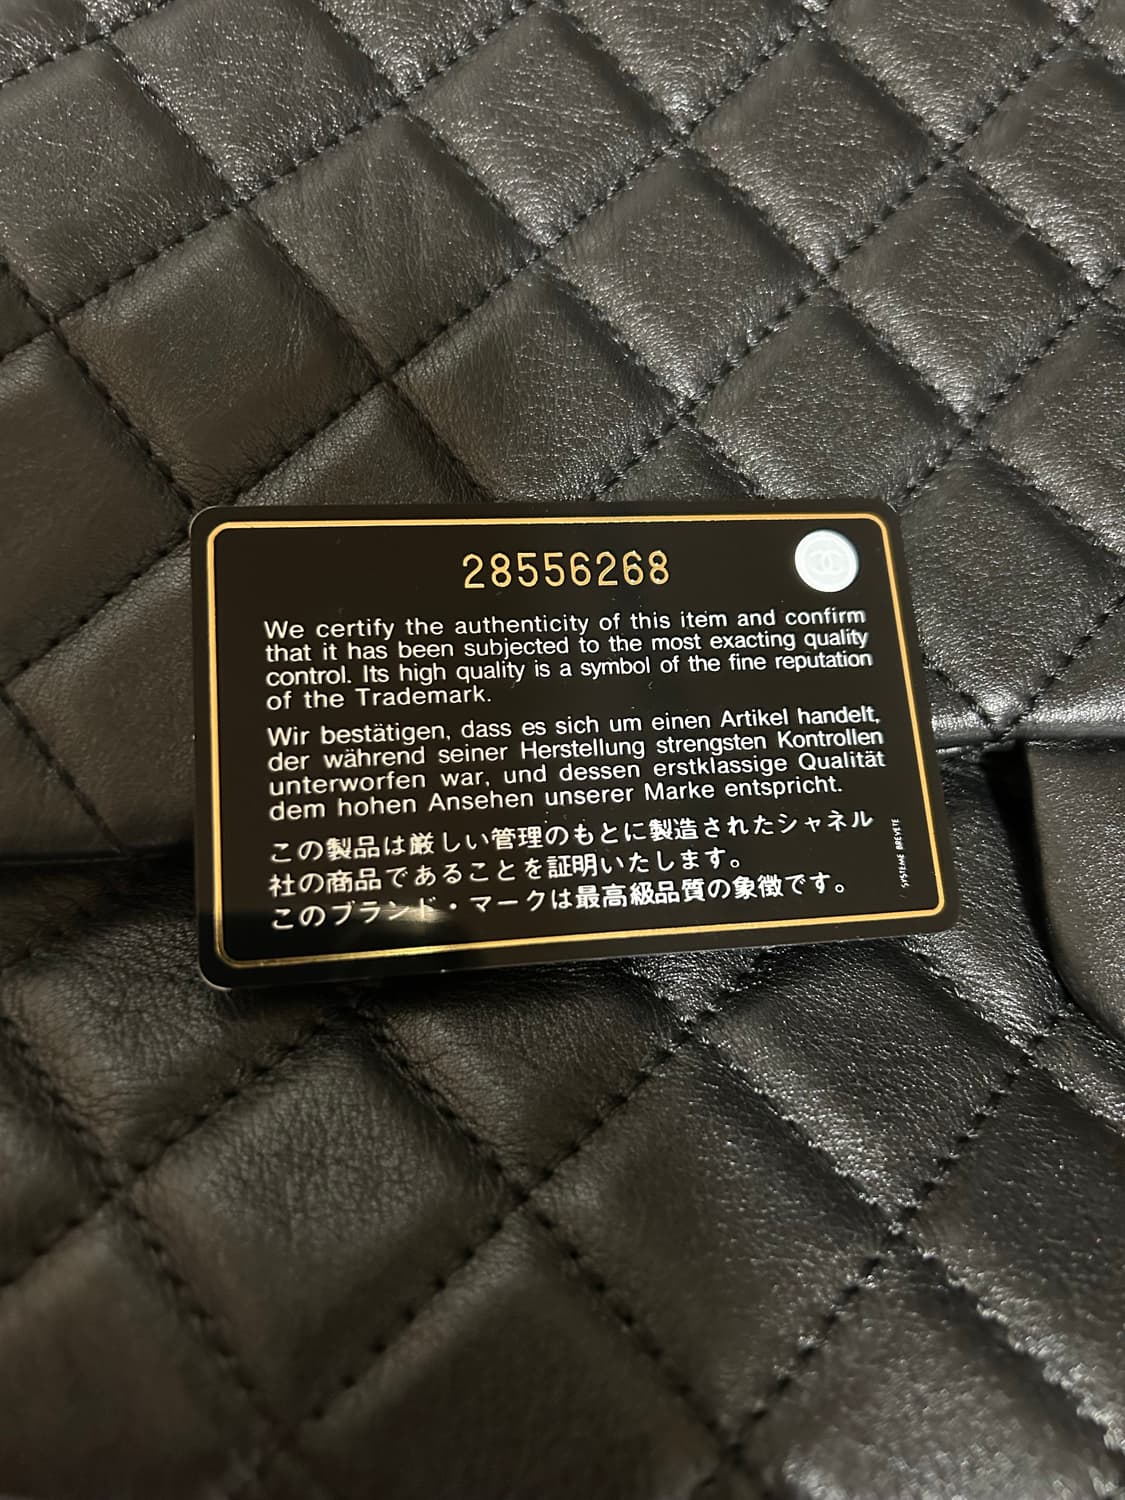 28556268
We certify the authenticity of this item and confirm
that it has been subjected to the most exacting quality
control. Its high quality is a symbol of the fine reputation
of the Trademark.
Wir bestätigen, dass es sich um einen Artikel handelt,
der während seiner Herstellung strengsten Kontrollen
unterworfen war, und dessen erstklassige Qualität
dem hohen Ansehen unserer Marke entspricht.
この製品は厳しい管理のもとに製造されたシャネル
社の商品であることを証明いたします。
このブランド・マークは最高級品質の象徴です。
SYSTEME BREVETE